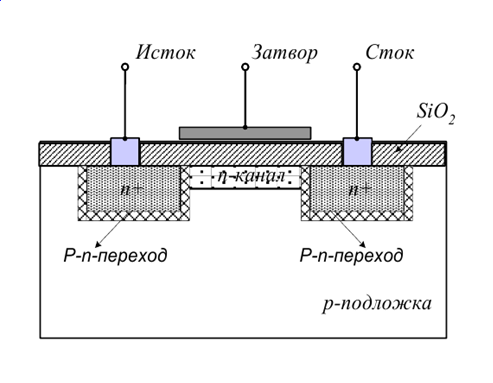 Исток Затвор Сток
SiO2
n+ n-канал n+
P-n-переход P-n-переход
p-подложка